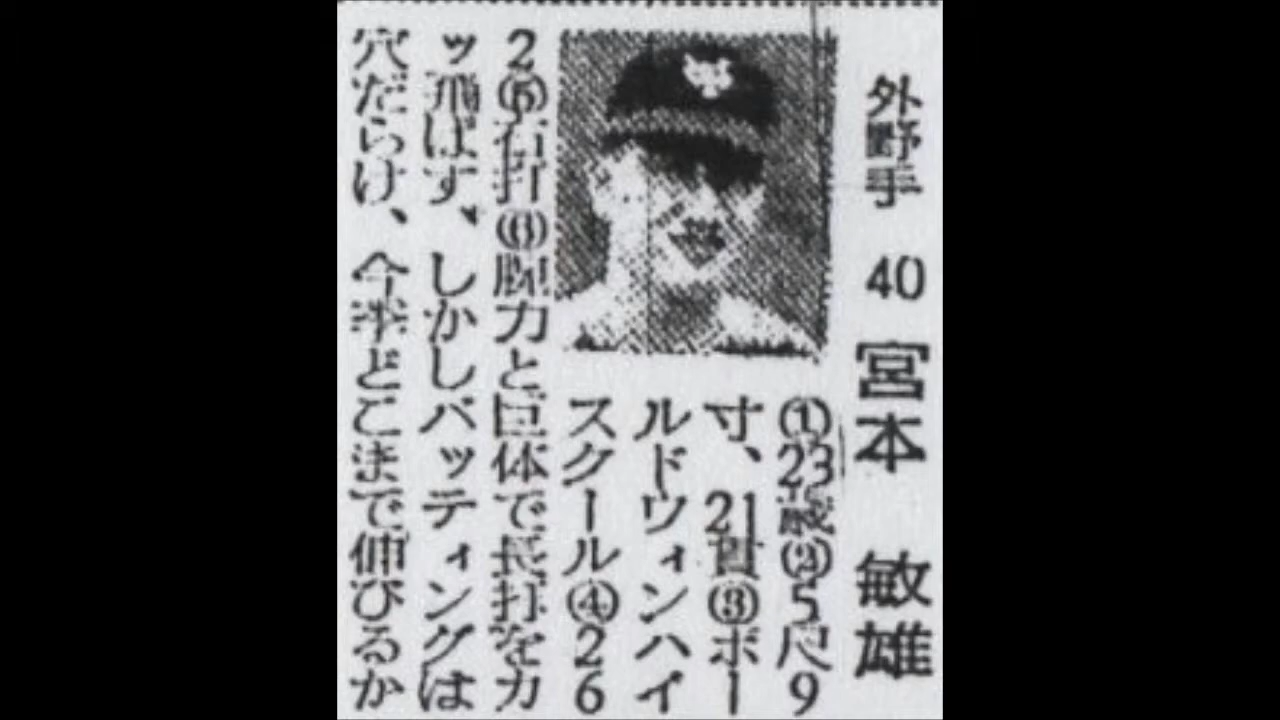 外野手 40 宮本 敏雄
①23歳②5尺9
寸、21貫③ボー
ルドウィンハイ
スクール④26
2⑤右打⑥腕力と巨体で長打をカ
ッ飛ばす、しかしバッティングは
穴だらけ、今半どこまで伸びるか